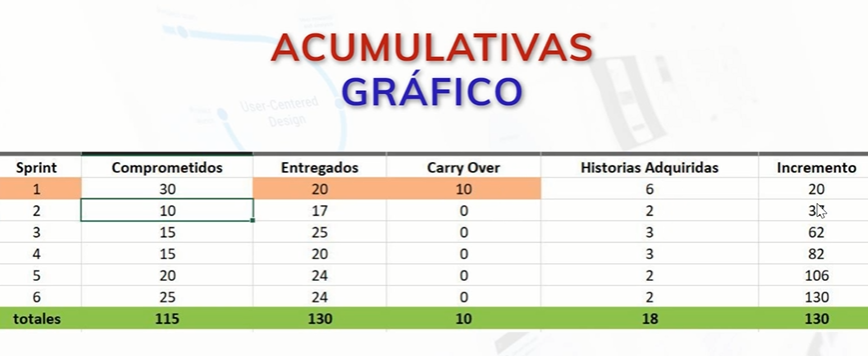 ACUMULATIVAS
GRÁFICO
User-Centered
Design
Sprint Comprometidos Entregados Carry Over Historias Adquiridas Incremento
1 30 20 10 6 20
2 10 17 0 2
3 15 25 0 3 62
4 15 20 0 3 82
5 20 24 0 2 106
6 25 24 0 2 130
totales 115 130 10 18 130